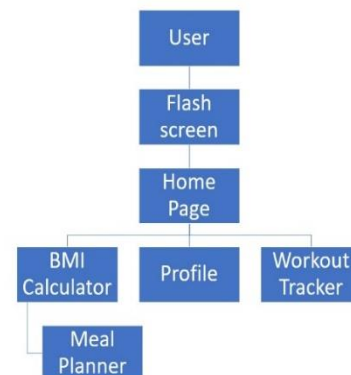 User
Flash
screen
Home
Page
BMI
Calculator
Profile
Workout
Tracker
Meal
Planner